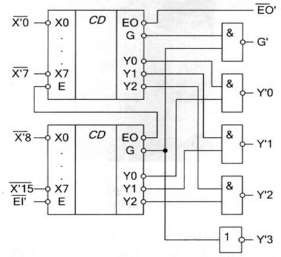 X'0 X0 CD EO EO'
. G & G'
.
. Y0
X'7 X7 Y1 & Y'0
E Y2
& Y'1
X'8 X0 CD EO
. G
.
. Y0 & Y'2
X'15 X7 Y1
EI' E Y2
1 Y'3